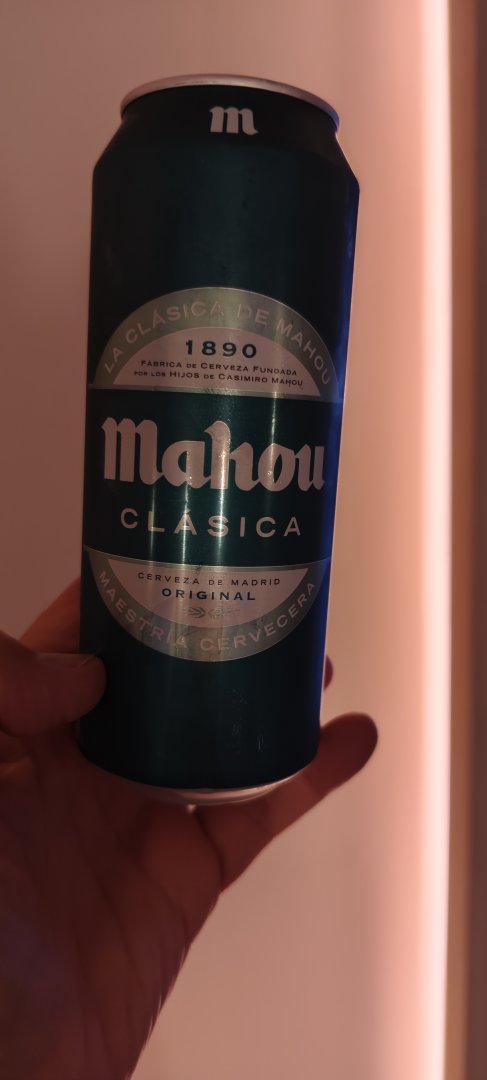 m
LA CLÁSICA DE MAHOU
1890
FÁBRICA DE CERVEZA FUNDADA
POR LOS HIJOS DE CASIMIRO MAHOU
Mahou
CLÁSICA
CERVEZA DE MADRID
ORIGINAL
MAESTRÍA CERVECERA